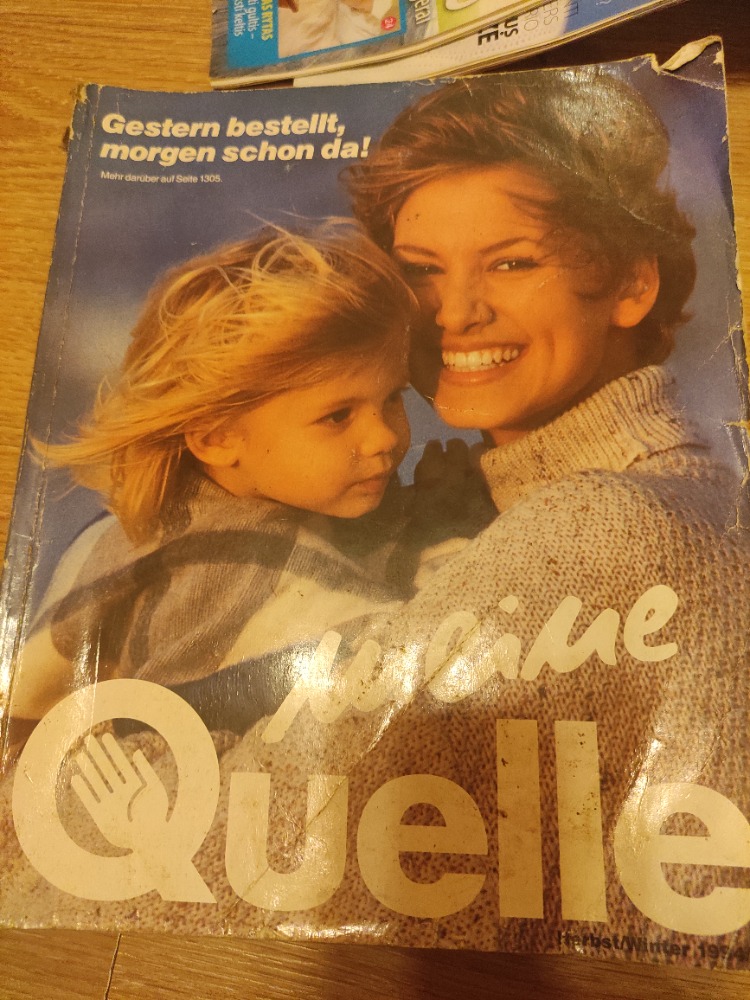 Gestern bestellt,
morgen schon da!
Mehr darüber auf Seite 1305.
meine
Quelle
Herbst/Winter